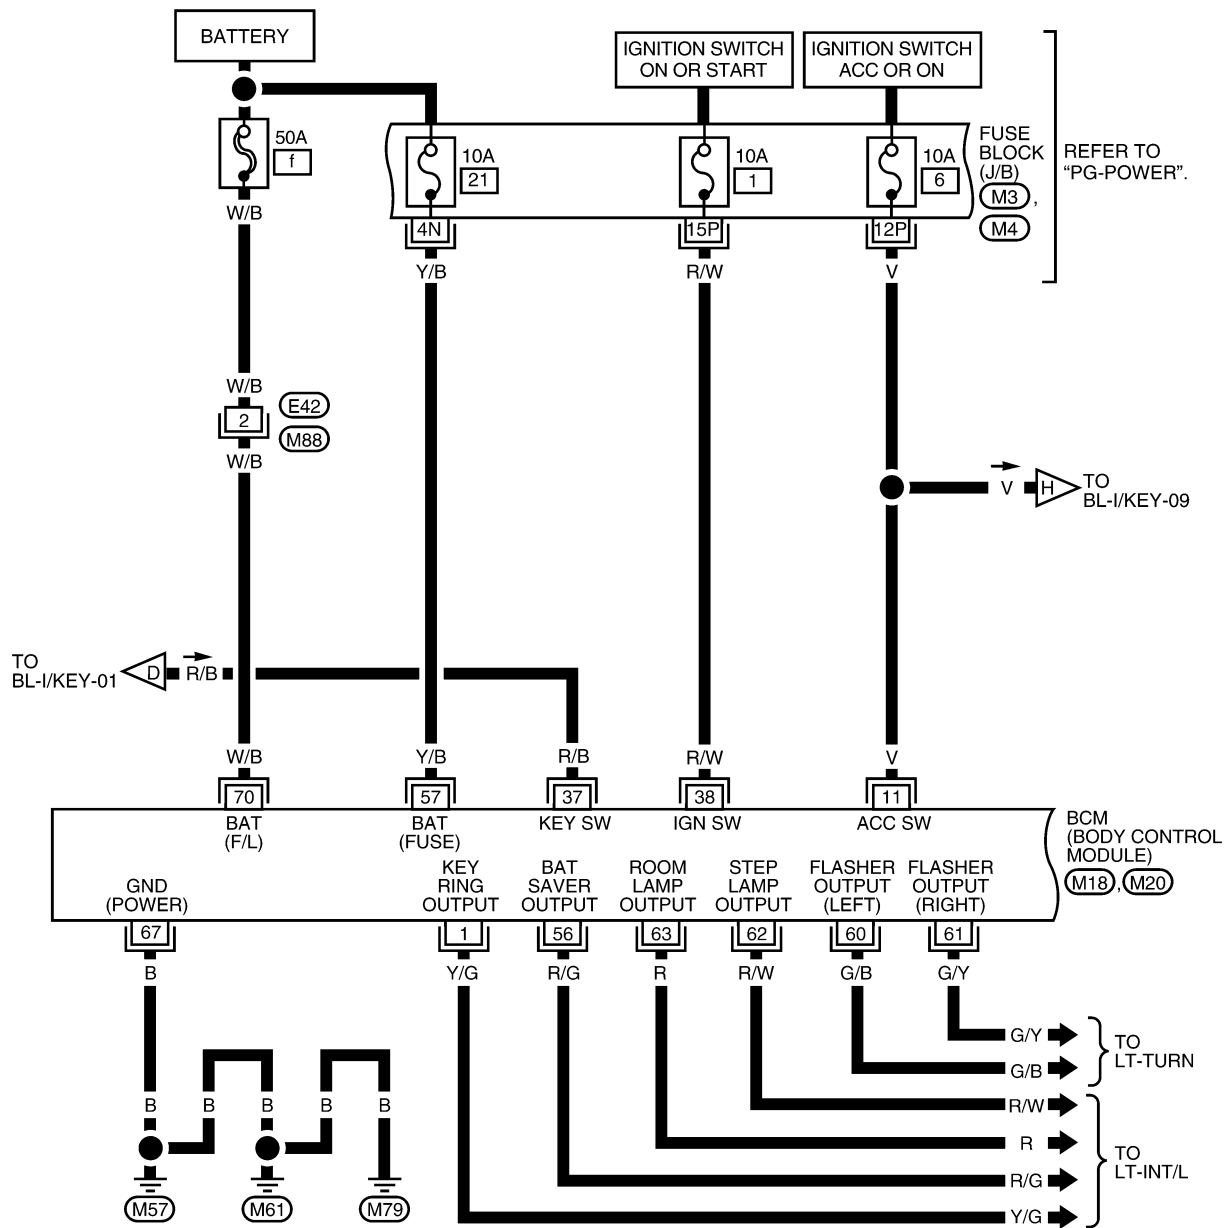 BATTERY
IGNITION SWITCH
ON OR START
IGNITION SWITCH
ACC OR ON
50A
f
10A
21
10A
1
10A
6
FUSE
BLOCK
(J/B)
M3 ,
M4
REFER TO
“PG-POWER”.
W/B
4N
15P
12P
Y/B
R/W
V
W/B
2
E42
M88
W/B
V
H
TO
BL-I/KEY-09
TO
BL-I/KEY-01
D
R/B
W/B
Y/B
R/B
R/W
V
70
57
37
38
11
BAT
(F/L)
BAT
(FUSE)
KEY SW
IGN SW
ACC SW
BCM
(BODY CONTROL
MODULE)
M18 , M20
GND
(POWER)
KEY
RING
OUTPUT
BAT
SAVER
OUTPUT
ROOM
LAMP
OUTPUT
STEP
LAMP
OUTPUT
FLASHER
OUTPUT
(LEFT)
FLASHER
OUTPUT
(RIGHT)
67
1
56
63
62
60
61
B
Y/G
R/G
R
R/W
G/B
G/Y
G/Y
G/B
TO
LT-TURN
B
B
B
B
B
R/W
R
R/G
Y/G
TO
LT-INT/L
M57
M61
M79